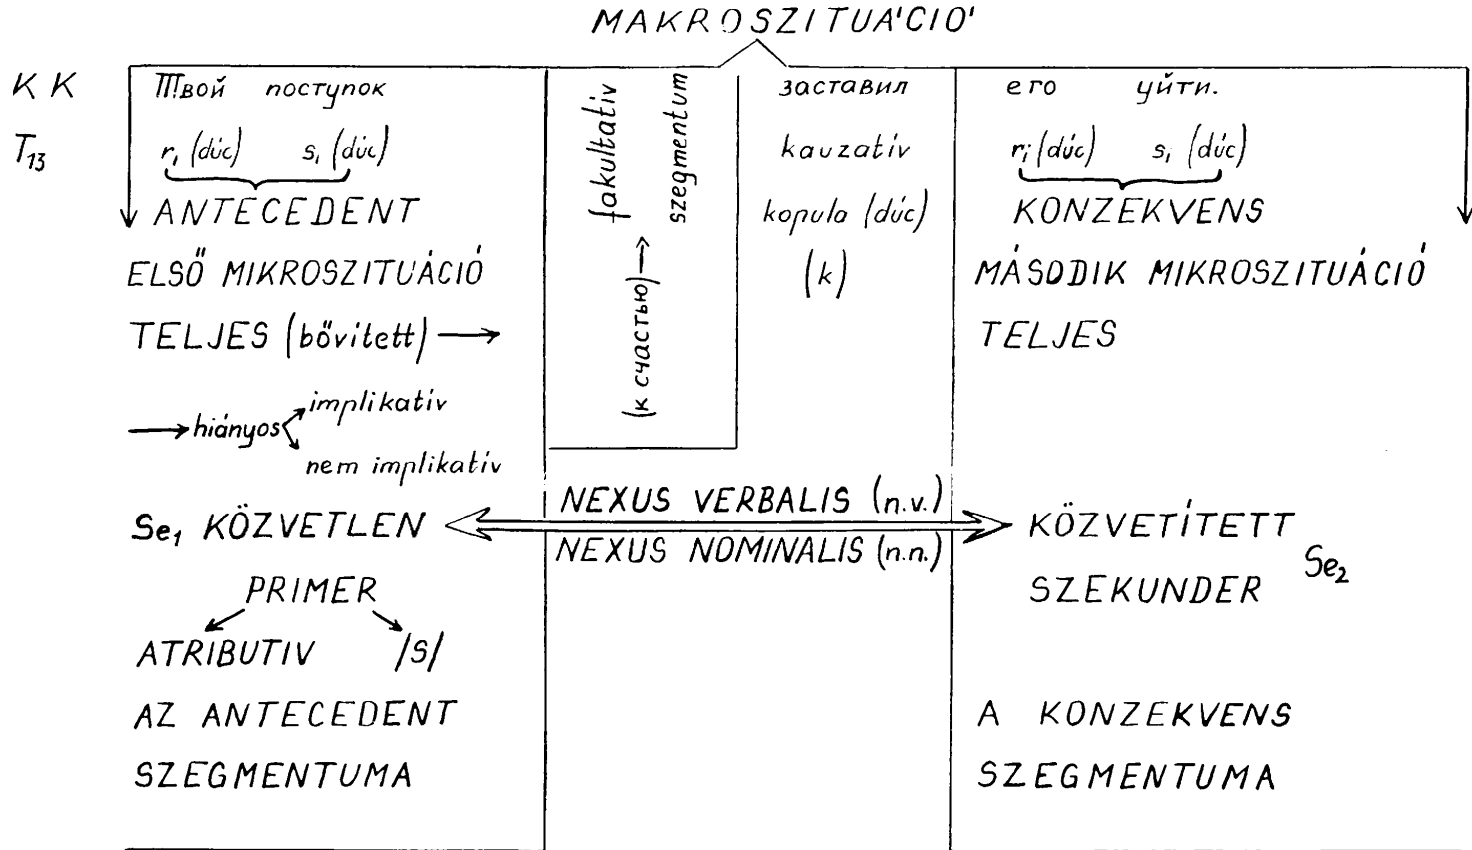 MAKROSZITUÁCIÓ
K K Твой поступок заставил его уйти.
T13 r1 (dúc) s1 (dúc) kauzatív ri (dúc) si (dúc)
fakultatív
szegmentum
(к счастью)
ANTECEDENT kopula (dúc) KONZEKVENS
ELSŐ MIKROSZITUÁCIÓ (k) MÁSODIK MIKROSZITUÁCIÓ
TELJES (bővített) TELJES
hiányos implikatív
nem implikatív
NEXUS VERBALIS (n.v.)
Se1 KÖZVETLEN KÖZVETÍTETT
NEXUS NOMINALIS (n.n.)
Se2
PRIMER SZEKUNDER
ATRIBUTIV /S/
AZ ANTECEDENT A KONZEKVENS
SZEGMENTUMA SZEGMENTUMA